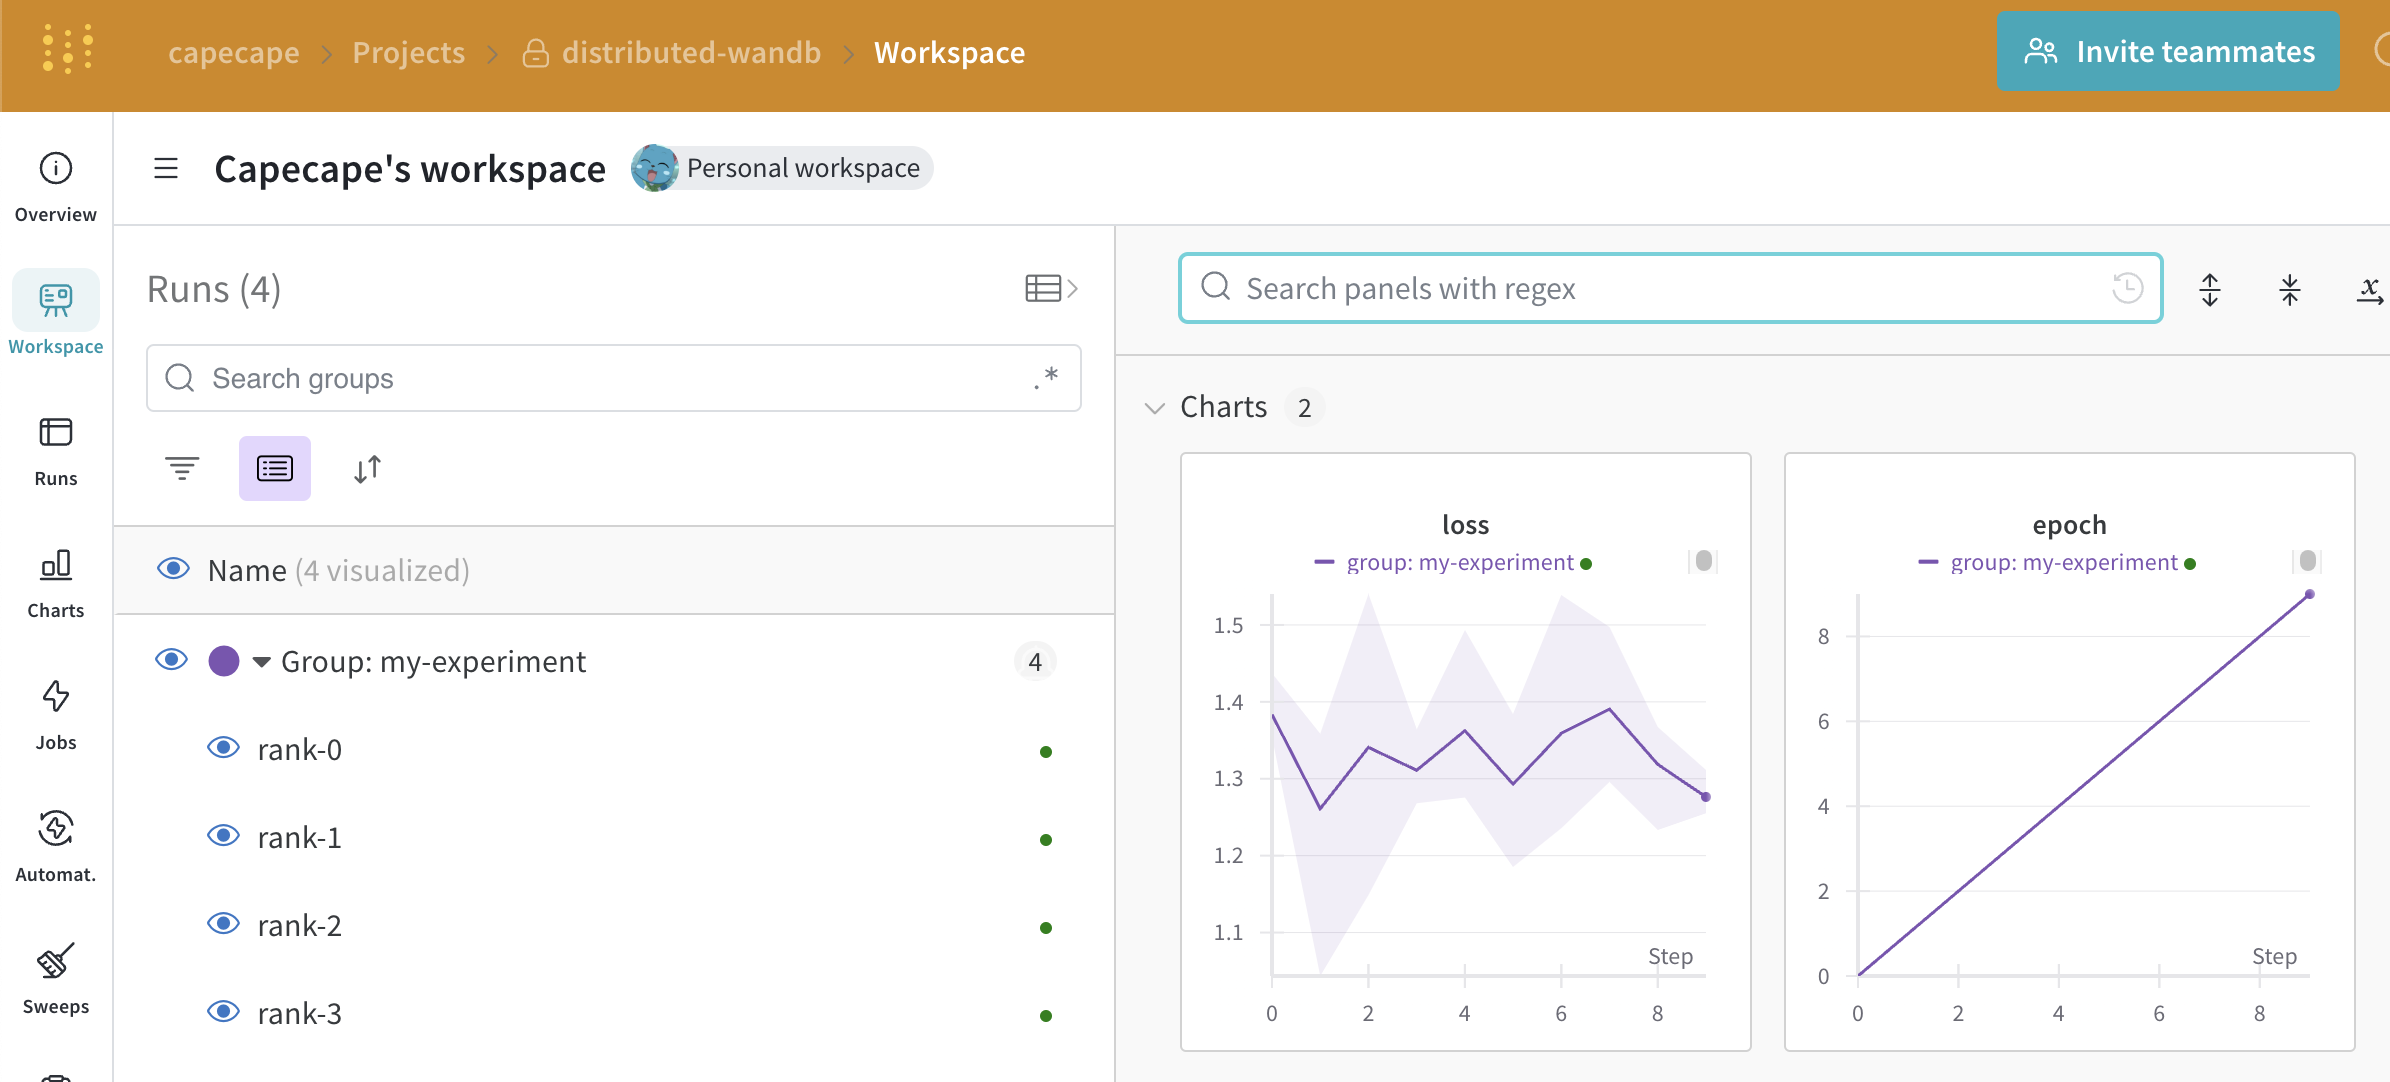 capecape > Projects > distributed-wandb > Workspace
Invite teammates
Overview
Workspace
Runs
Charts
Jobs
Automat.
Sweeps
Capecape's workspace
Personal workspace
Runs (4)
Search groups
.*
Name (4 visualized)
Group: my-experiment 4
rank-0
rank-1
rank-2
rank-3
Search panels with regex
x
Charts 2
loss
group: my-experiment
1.5
1.4
1.3
1.2
1.1
Step
0 2 4 6 8
epoch
group: my-experiment
8
6
4
2
0
Step
0 2 4 6 8